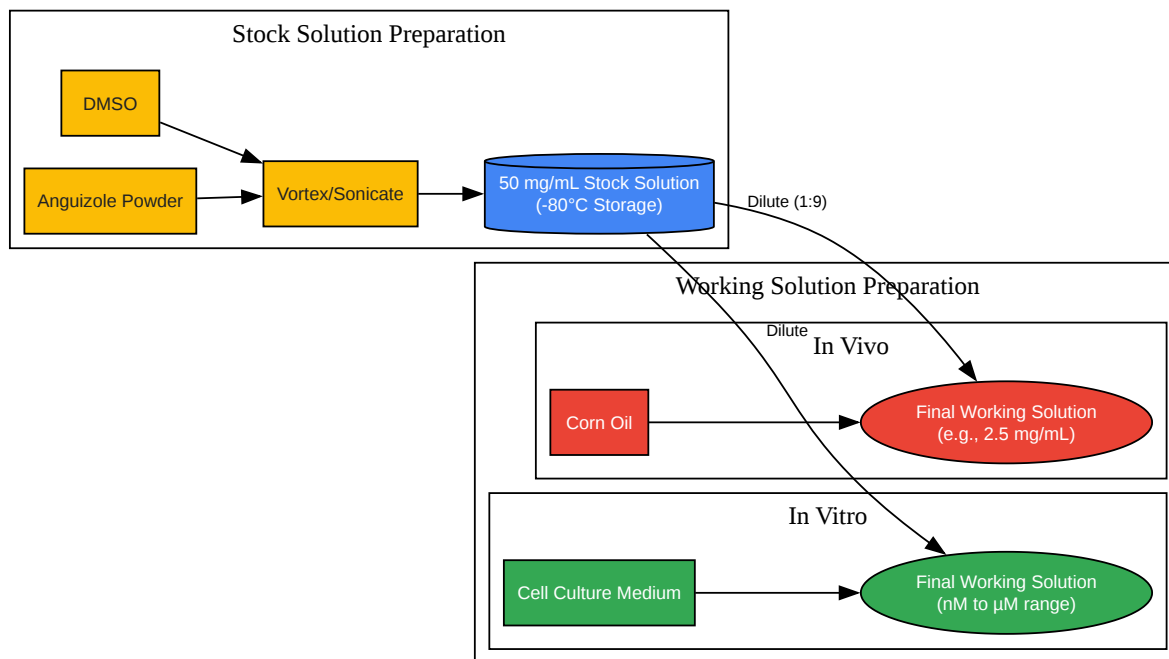 Stock Solution Preparation
DMSO
Anguizole Powder
Vortex/Sonicate
50 mg/mL Stock Solution
(-80°C Storage)
Dilute (1:9)
Working Solution Preparation
Dilute
In Vivo
Corn Oil
Final Working Solution
(e.g., 2.5 mg/mL)
In Vitro
Cell Culture Medium
Final Working Solution
(nM to µM range)